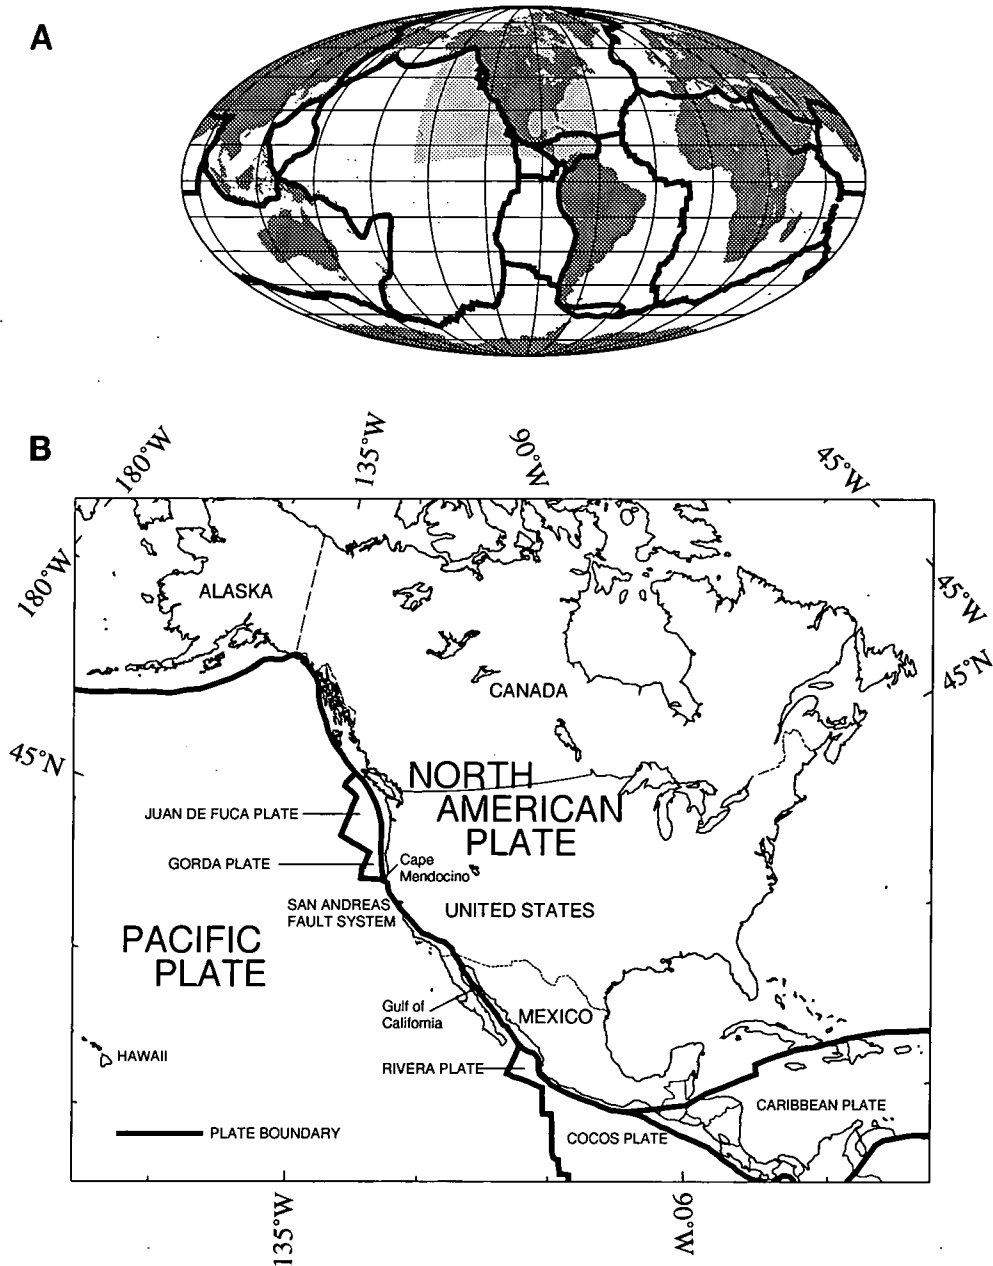 A
B
180°W
135°W
90°W
45°W
180°W
45°W
ALASKA
45°N
CANADA
45°N
NORTH
AMERICAN
PLATE
JUAN DE FUCA PLATE
GORDA PLATE
Cape
Mendocino
SAN ANDREAS
FAULT SYSTEM
UNITED STATES
PACIFIC
PLATE
Gulf of
California
MEXICO
HAWAII
RIVERA PLATE
CARIBBEAN PLATE
PLATE BOUNDARY
COCOS PLATE
135°W
90°W